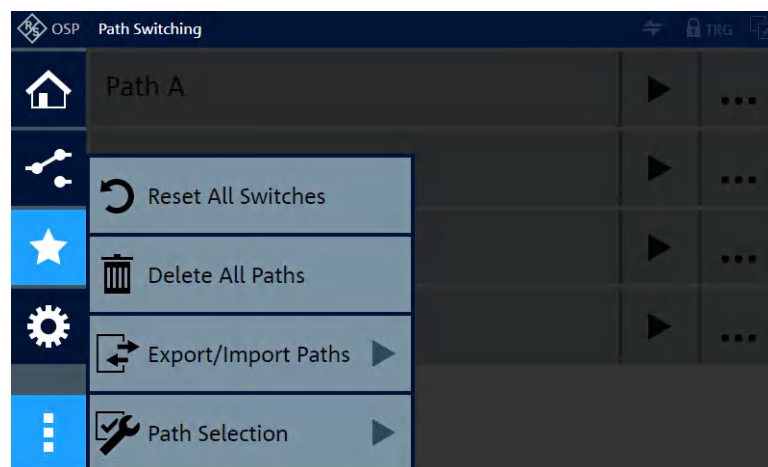 R&S OSP Path Switching TRG
Path A
...
Reset All Switches
...
Delete All Paths
...
Export/Import Paths
...
Path Selection